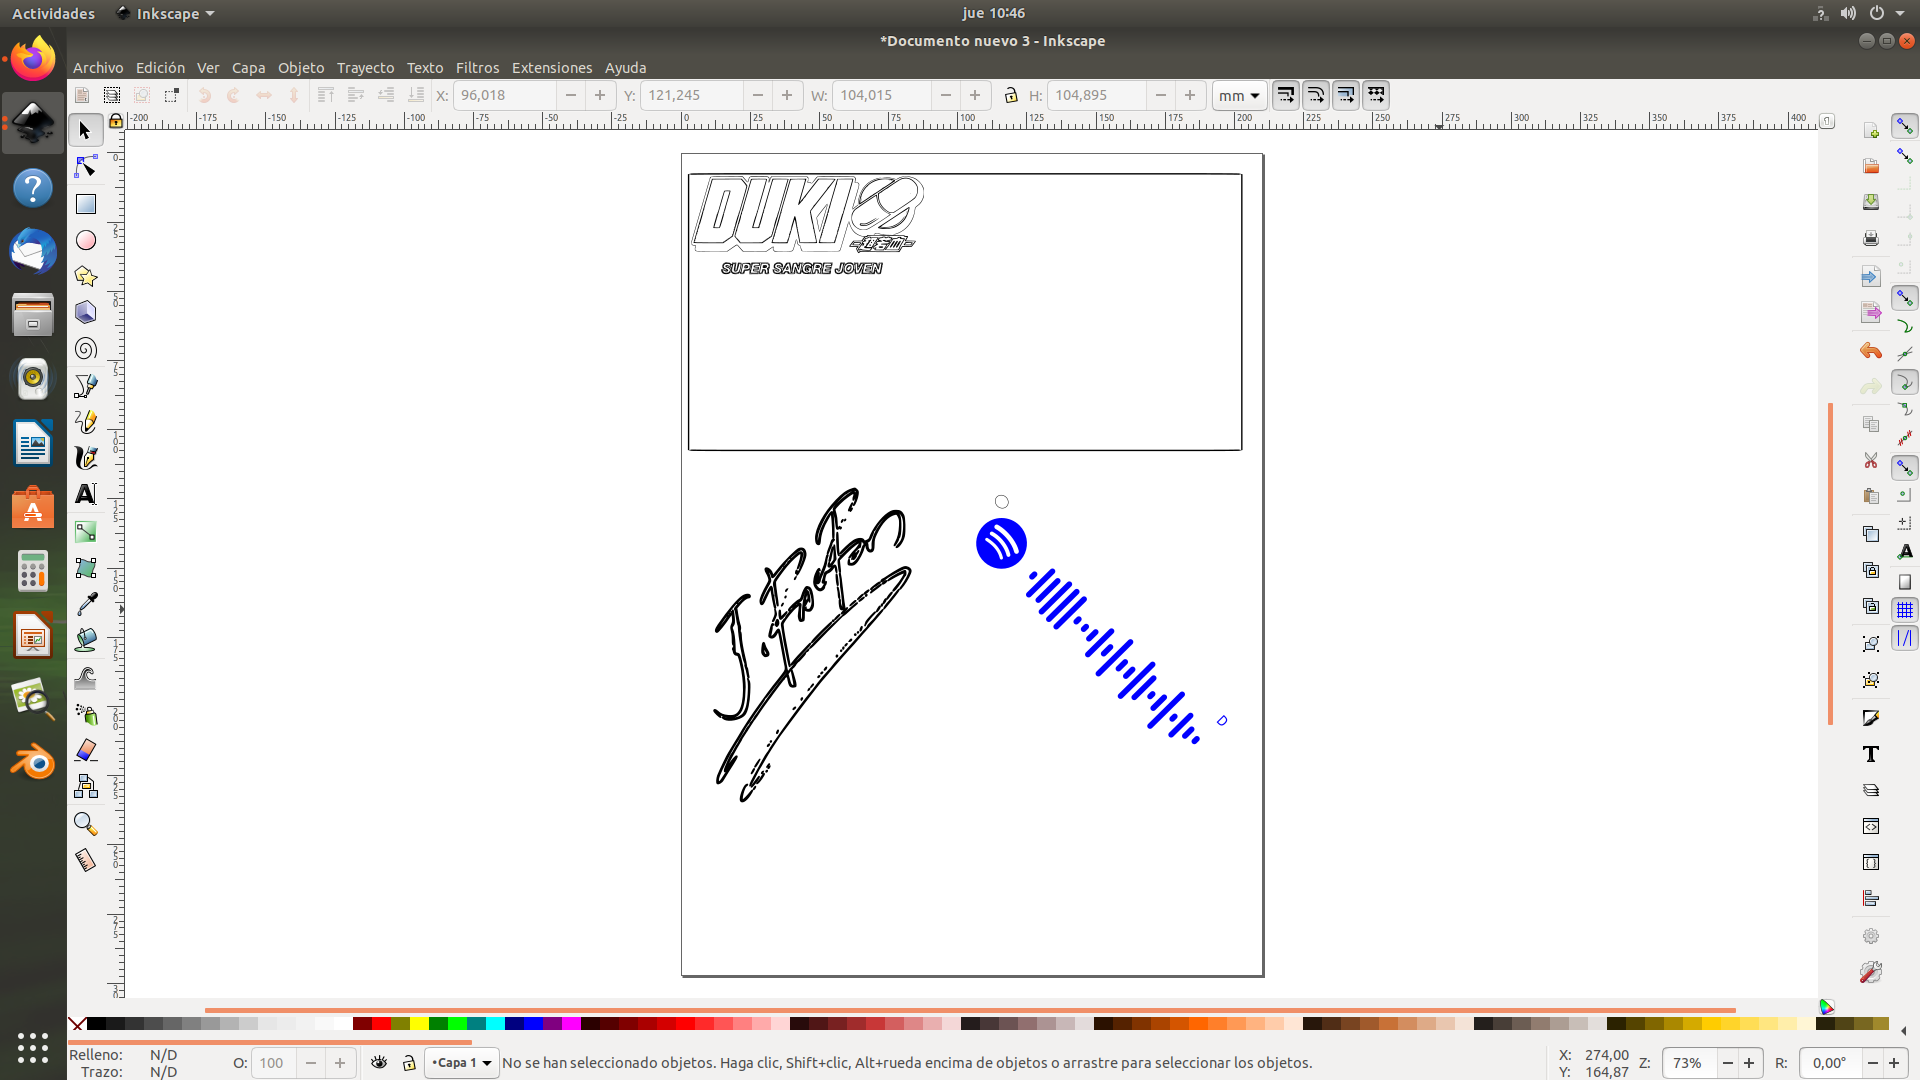 Actividades
Inkscape
jue 10:46
*Documento nuevo 3 - Inkscape
Archivo Edición Ver Capa Objeto Trayecto Texto Filtros Extensiones Ayuda
X: 96,018 Y: 121,245 W: 104,015 H: 104,895 mm
-200 -175 -150 -125 -100 -75 -50 -25 0 25 50 75 100 125 150 175 200 225 250 275 300 325 350 375 400
DUKI
SUPER SANGRE JOVEN
Relleno: N/D
Trazo: N/D
O: 100
•Capa 1
No se han seleccionado objetos. Haga clic, Shift+clic, Alt+rueda encima de objetos o arrastre para seleccionar los objetos.
X: 274,00
Y: 164,87
Z: 73%
R: 0,00°